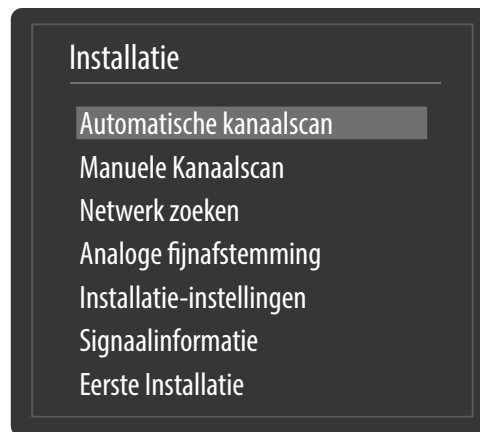 Installatie
Automatische kanaalscan
Manuele Kanaalscan
Netwerk zoeken
Analoge fijnafstemming
Installatie-instellingen
Signaalinformatie
Eerste Installatie